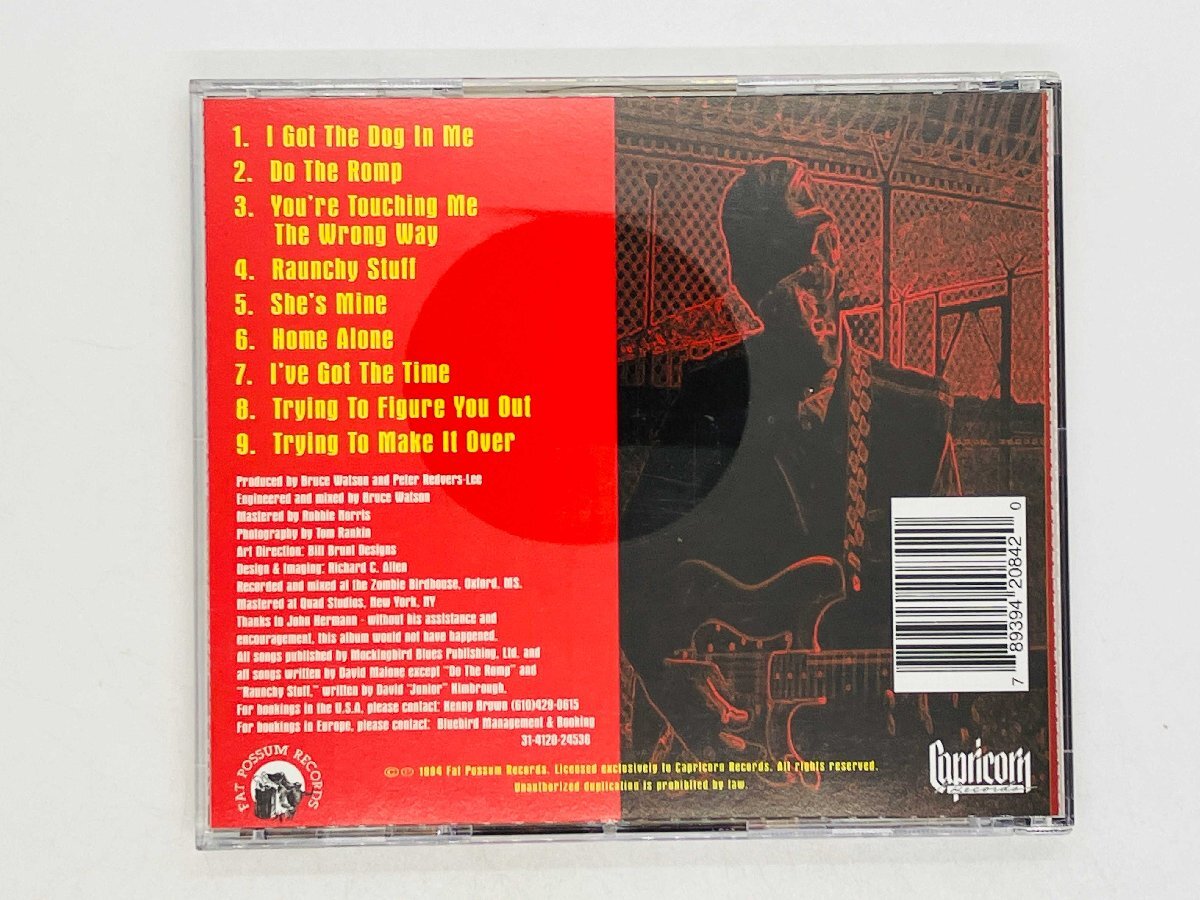 1. I Got The Dog In Me
2. Do The Romp
3. You're Touching Me
The Wrong Way
4. Raunchy Stuff
5. She's Mine
6. Home Alone
7. I've Got The Time
8. Trying To Figure You Out
9. Trying To Make It Over
Produced by Bruce Watson and Peter Redvers-Lee
Engineered and mixed by Bruce Watson
Mastered by Robbie Norris
Photography by Tom Rankin
Art Direction: Bill Brunt Designs
Design & Imaging: Richard C. Allen
Recorded and mixed at the Zombie Birdhouse, Oxford, MS.
Mastered at Quad Studios, New York, NY
Thanks to John Hermann - without his assistance and
encouragement, this album would not have happened.
All songs published by Mockingbird Blues Publishing, Ltd. and
all songs written by David Malone except "Do The Romp" and
"Raunchy Stuff," written by David "Junior" Kimbrough.
For bookings in the U.S.A. please contact: Kenny Brown
For bookings in Europe, please contact: Bluebird Management & Booking
31-4120-24536
FAT POSSUM RECORDS
©℗ 1994 Fat Possum Records. Licensed exclusively to Capricorn Records. All rights reserved.
Unauthorized duplication is prohibited by law.
7 89394 20842 0
Capricorn
Records